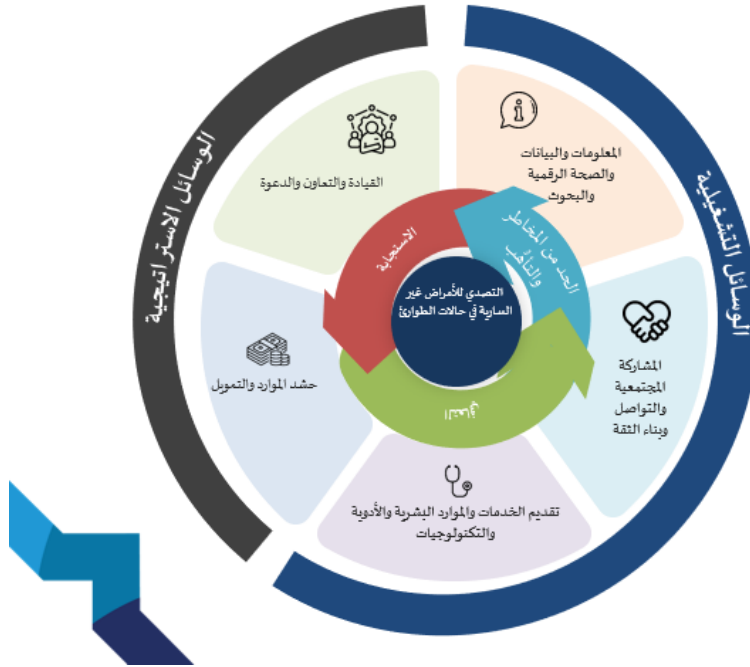 الوسائل الاستراتيجية
الوسائل التشغيلية
المعلومات والبيانات
والصحة الرقمية
والبحوث
القيادة والتعاون والدعوة
الحد من المخاطر
والتأهب
الاستجابة
التصدي للأمراض غير
السارية في حالات الطوارئ
المشاركة
المجتمعية
والتواصل
وبناء الثقة
حشد الموارد والتمويل
التعافي
تقديم الخدمات والموارد البشرية والأدوية
والتكنولوجيات